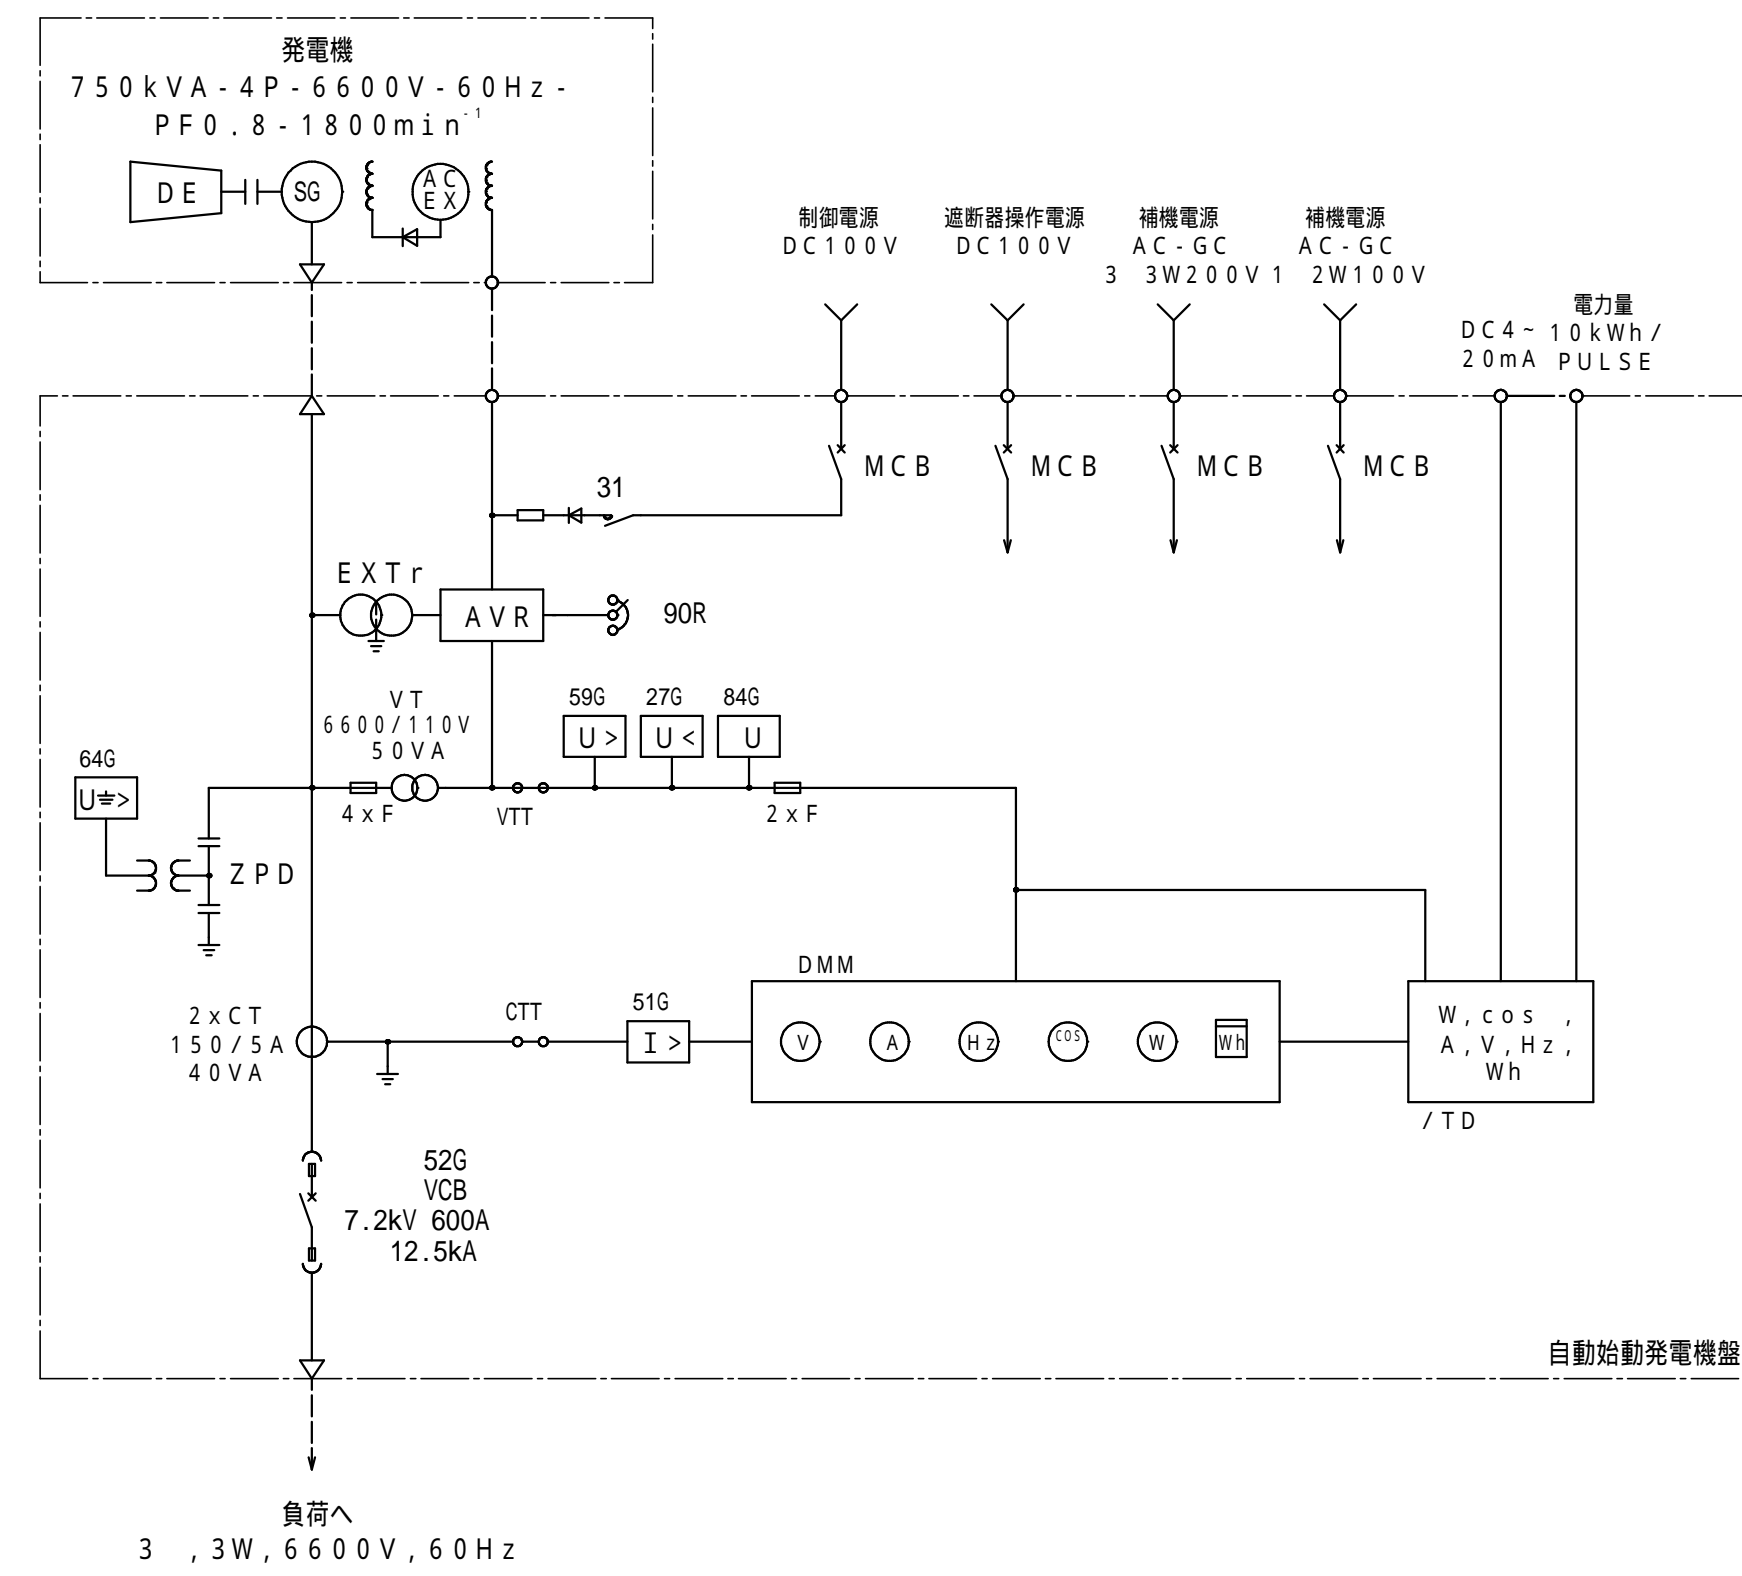 発電機
750kVA-4P-6600V-60Hz-
PF0.8-1800min⁻¹
DE
SG
AC
EX
制御電源
DC100V
遮断器操作電源
DC100V
補機電源
AC-GC
3 3W200V
補機電源
AC-GC
1 2W100V
DC4~
20mA
電力量
10kWh/
PULSE
MCB
MCB
MCB
MCB
31
EXTr
AVR
90R
VT
6600/110V
50VA
59G
U>
27G
U<
84G
U
64G
U⏚>
4xF
VTT
2xF
ZPD
DMM
2xCT
150/5A
40VA
CTT
51G
I>
V
A
Hz
COS
W
Wh
W,cos ,
A,V,Hz,
Wh
/TD
52G
VCB
7.2kV 600A
12.5kA
自動始動発電機盤
負荷へ
3 ,3W,6600V,60Hz